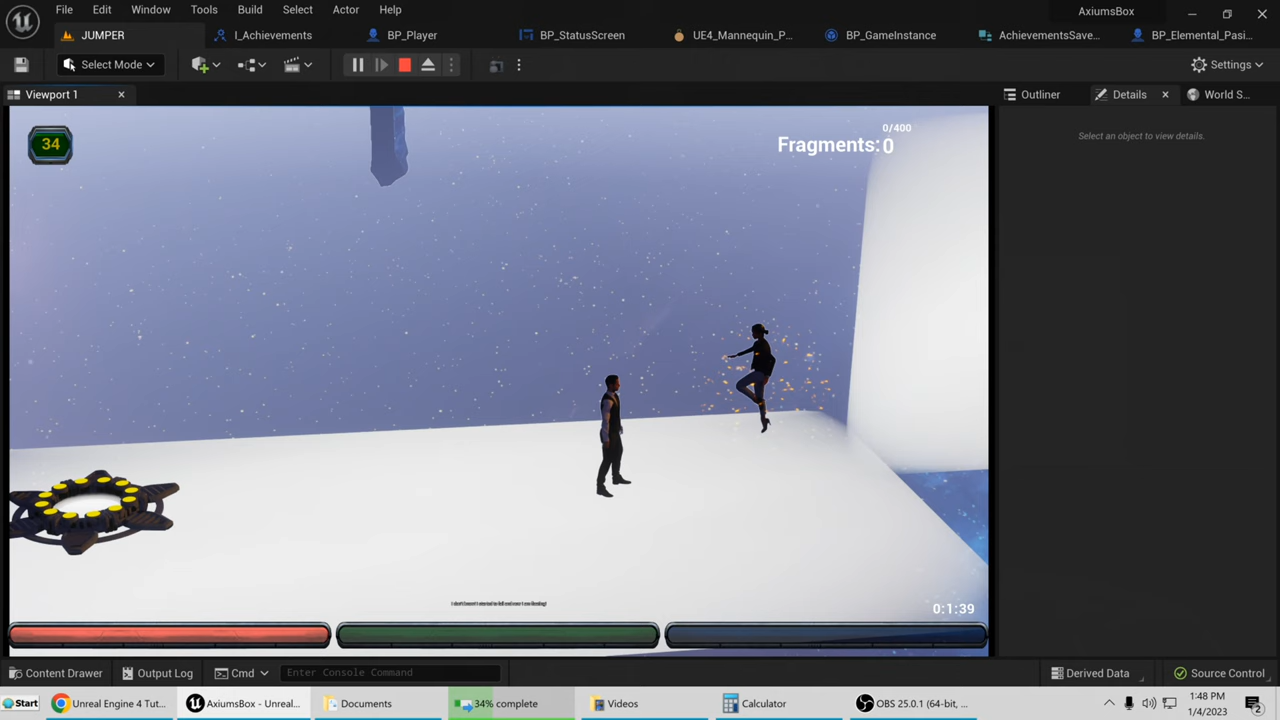 File Edit Window Tools Build Select Actor Help AxiumsBox
JUMPER I_Achievements BP_Player BP_StatusScreen UE4_Mannequin_P... BP_GameInstance AchievementsSave... BP_Elemental_Pasi...
Select Mode Settings
Viewport 1 Outliner Details World S...
Select an object to view details.
34
0/400
Fragments: 0
0:1:39
Content Drawer Output Log Cmd Enter Console Command Derived Data Source Control
Start Unreal Engine 4 Tut... AxiumsBox - Unreal... Documents 34% complete Videos Calculator OBS 25.0.1 (64-bit, ...
1:48 PM
1/4/2023
2